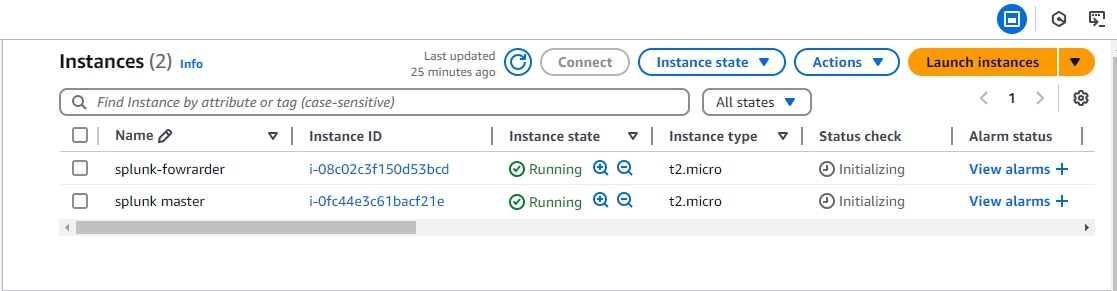 Instances (2) Info
Last updated
25 minutes ago
Connect
Instance state
Actions
Launch instances
Find Instance by attribute or tag (case-sensitive)
All states
1
Name Instance ID Instance state Instance type Status check Alarm status
splunk-fowrarder i-08c02c3f150d53bcd Running t2.micro Initializing View alarms
splunk master i-0fc44e3c61bacf21e Running t2.micro Initializing View alarms